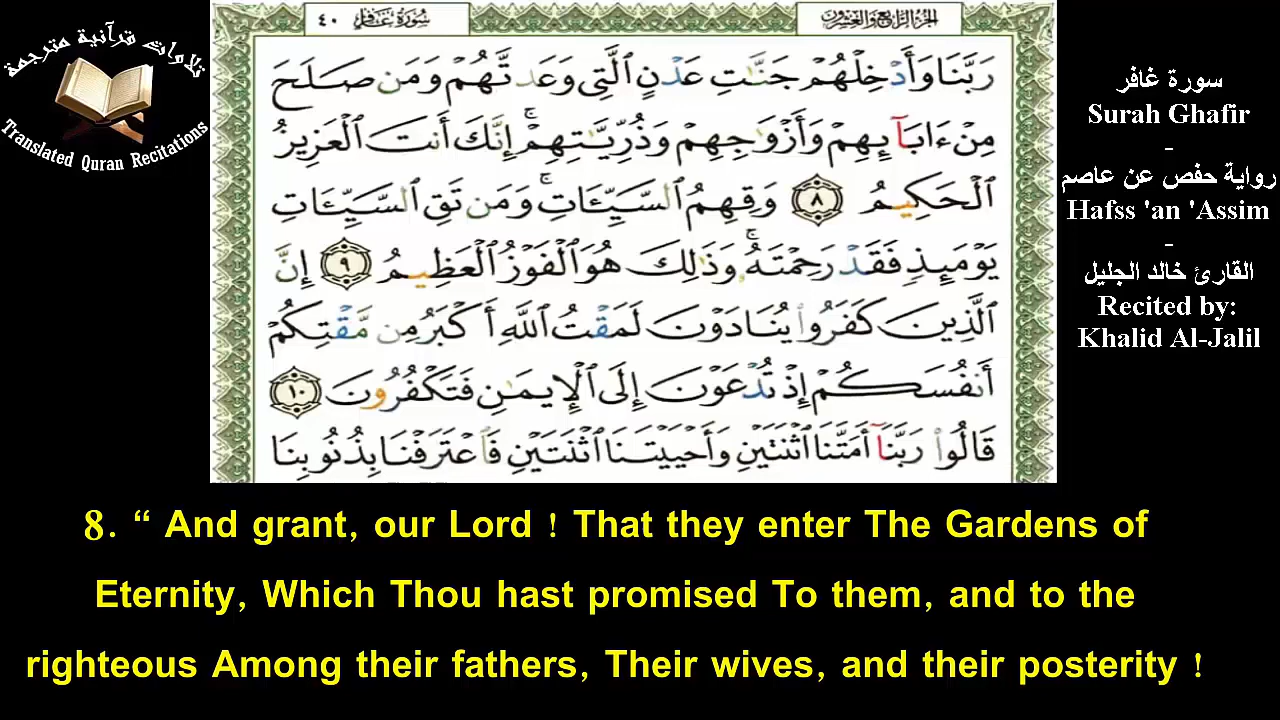 تلاوات قرآنية مترجمة
Translated Quran Recitations
سورة غافر
٤٠
الجزء الرابع والعشرون
رَبَّنَا وَأَدْخِلْهُمْ جَنَّٰتِ عَدْنٍ ٱلَّتِى وَعَدتَّهُمْ وَمَن صَلَحَ
مِنْ ءَابَآئِهِمْ وَأَزْوَٰجِهِمْ وَذُرِّيَّٰتِهِمْ ۚ إِنَّكَ أَنتَ ٱلْعَزِيزُ
ٱلْحَكِيمُ ٨ وَقِهِمُ ٱلسَّيِّـَٔاتِ ۚ وَمَن تَقِ ٱلسَّيِّـَٔاتِ
يَوْمَئِذٍ فَقَدْ رَحِمْتَهُۥ ۚ وَذَٰلِكَ هُوَ ٱلْفَوْزُ ٱلْعَظِيمُ ٩ إِنَّ
ٱلَّذِينَ كَفَرُوا۟ يُنَادَوْنَ لَمَقْتُ ٱللَّهِ أَكْبَرُ مِن مَّقْتِكُمْ
أَنفُسَكُمْ إِذْ تُدْعَوْنَ إِلَى ٱلْإِيمَٰنِ فَتَكْفُرُونَ ١٠
قَالُوا۟ رَبَّنَآ أَمَتَّنَا ٱثْنَتَيْنِ وَأَحْيَيْتَنَا ٱثْنَتَيْنِ فَٱعْتَرَفْنَا بِذُنُوبِنَا
سورة غافر
Surah Ghafir
-
رواية حفص عن عاصم
Hafss 'an 'Assim
-
القارئ خالد الجليل
Recited by:
Khalid Al-Jalil
8. “ And grant, our Lord ! That they enter The Gardens of
Eternity, Which Thou hast promised To them, and to the
righteous Among their fathers, Their wives, and their posterity !